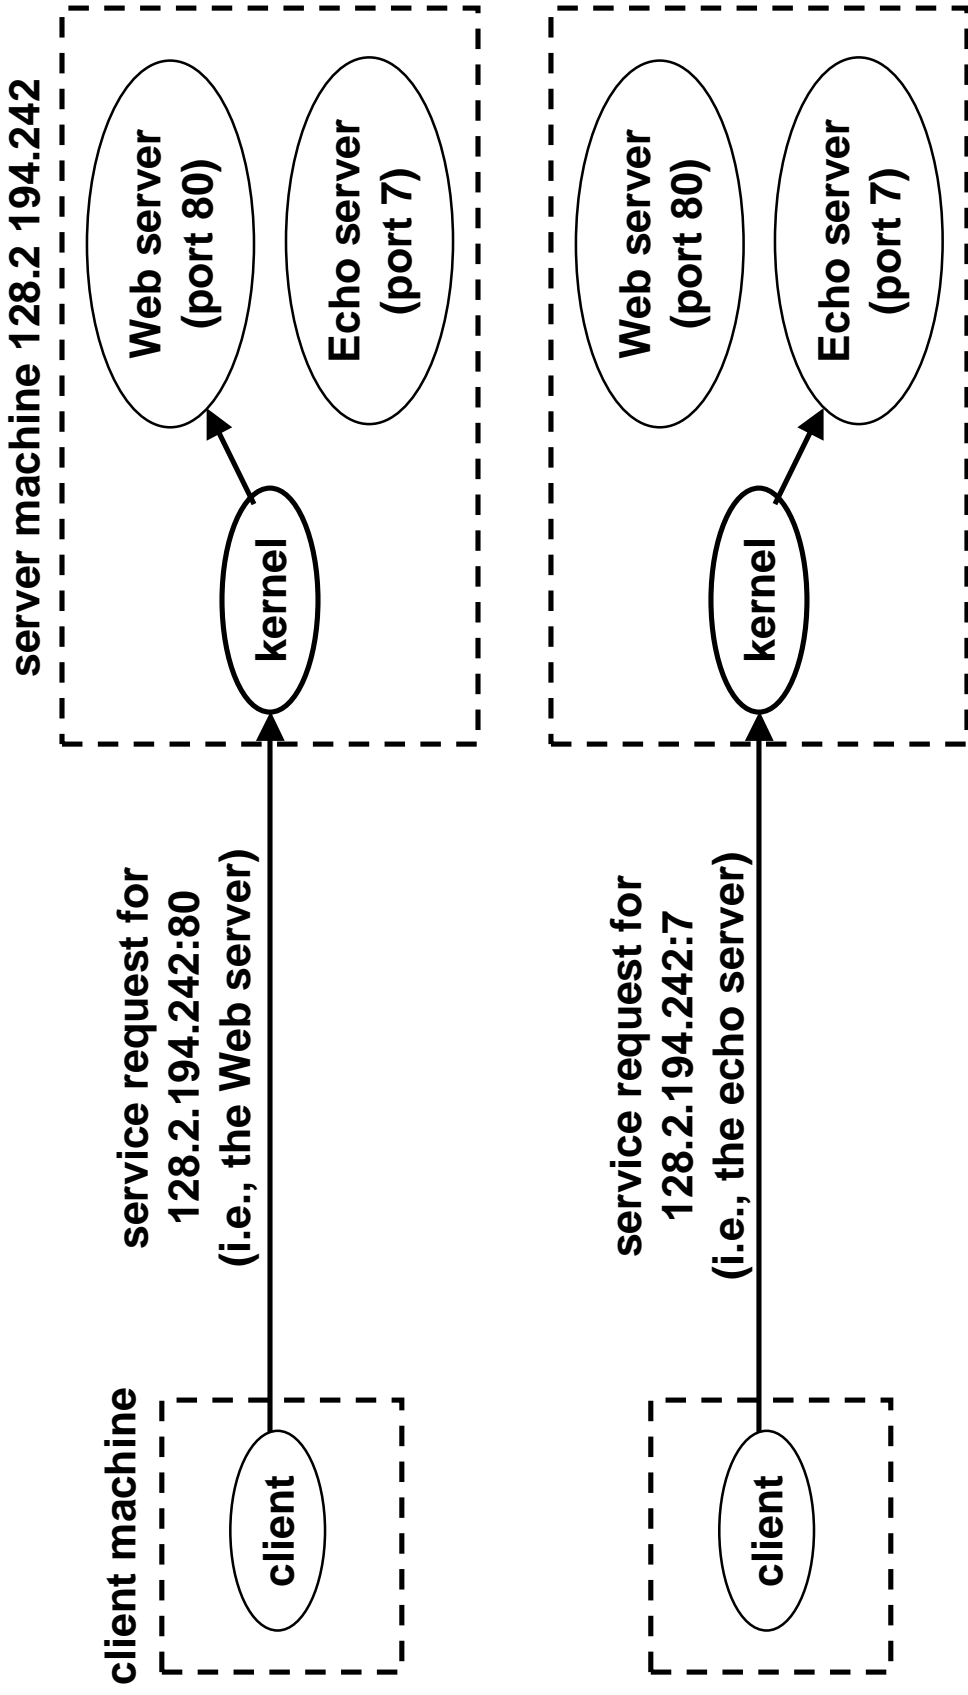 client machine
server machine 128.2 194.242
client
service request for
128.2.194.242:80
(i.e., the Web server)
kernel
Web server
(port 80)
Echo server
(port 7)
client
service request for
128.2.194.242:7
(i.e., the echo server)
kernel
Web server
(port 80)
Echo server
(port 7)